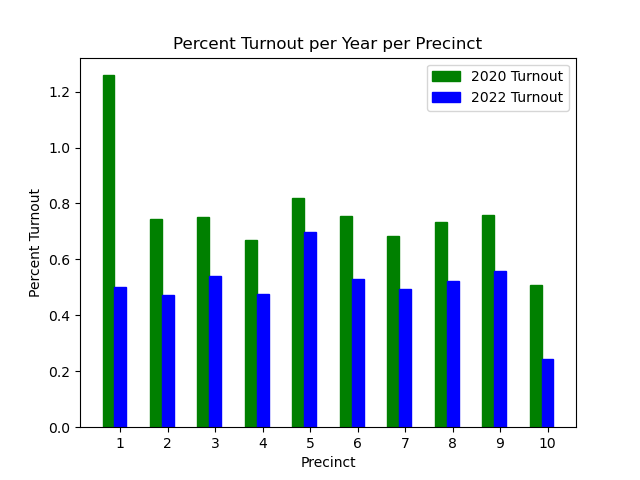 Percent Turnout per Year per Precinct
2020 Turnout
2022 Turnout
Percent Turnout
1.2
1.0
0.8
0.6
0.4
0.2
0.0
1 2 3 4 5 6 7 8 9 10
Precinct